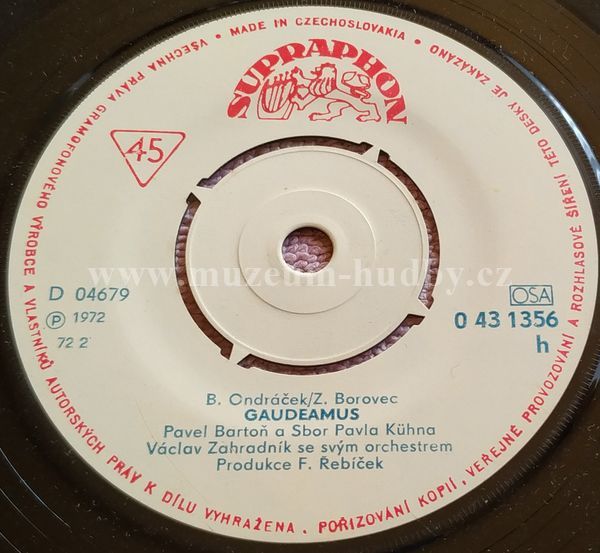 MADE IN CZECHOSLOVAKIA •
VŠECHNA PRÁVA GRAMOFONOVÉHO VÝROBCE A VLASTNÍKŮ AUTORSKÝCH PRÁV K DÍLU VYHRAŽENA. POŘIZOVÁNÍ KOPIÍ, VEŘEJNÉ PROVOZOVÁNÍ A ROZHLASOVÉ ŠÍŘENÍ TÉTO DESKY JE ZAKÁZÁNO
SUPRAPHON
45
www.muzeum-hudby.cz
D 04679
Ⓟ 1972
72 2
OSA
0 43 1356
h
B. Ondráček/Z. Borovec
GAUDEAMUS
Pavel Bartoň a Sbor Pavla Kühna
Václav Zahradník se svým orchestrem
Produkce F. Řebíček